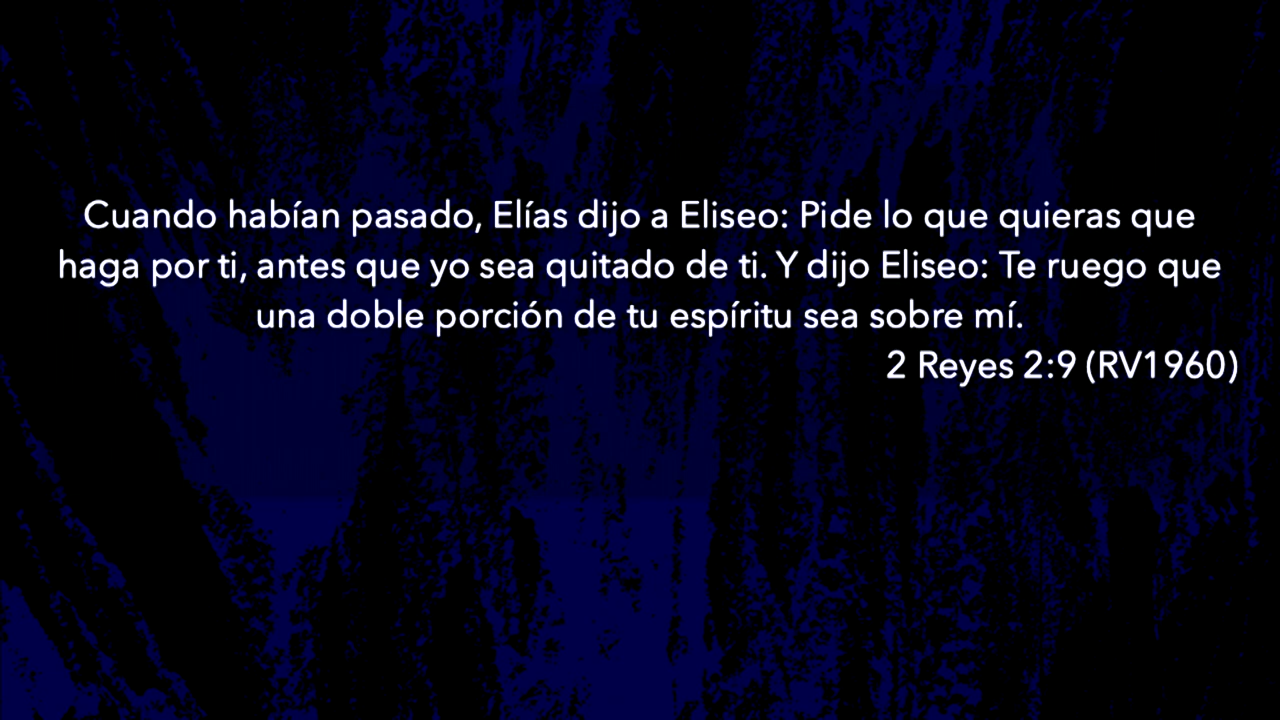 Cuando habían pasado, Elías dijo a Eliseo: Pide lo que quieras que
haga por ti, antes que yo sea quitado de ti. Y dijo Eliseo: Te ruego que
una doble porción de tu espíritu sea sobre mí.
2 Reyes 2:9 (RV1960)